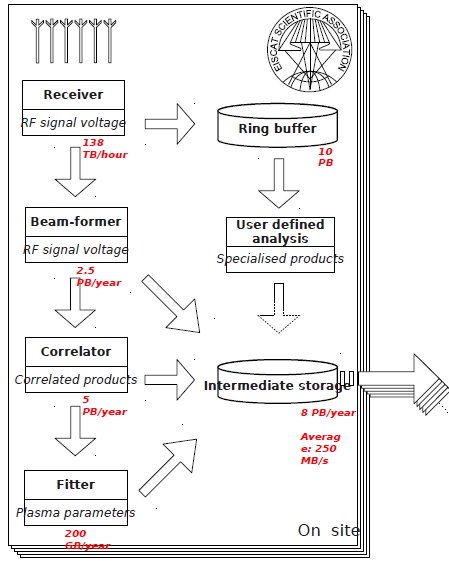 EISCAT SCIENTIFIC ASSOCIATION
Receiver
RF signal voltage
138
TB/hour
Ring buffer
10
PB
Beam-former
RF signal voltage
2.5
PB/year
User defined
analysis
Specialised products
Correlator
Correlated products
5
PB/year
Intermediate storage
8 PB/year
Averag
e: 250
MB/s
Fitter
Plasma parameters
200
GB/year
On site